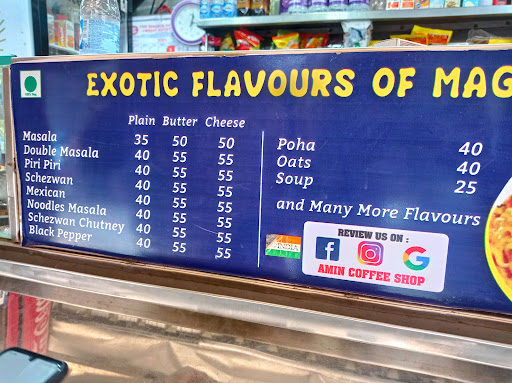 EXOTIC FLAVOURS OF MAG
Plain Butter Cheese
Masala 35 50 50
Double Masala 40 55 55
Piri Piri 40 55 55
Schezwan 40 55 55
Mexican 40 55 55
Noodles Masala 40 55 55
Schezwan Chutney 40 55 55
Black Pepper 40 55 55
Poha 40
Oats 40
Soup 25
and Many More Flavours
REVIEW US ON :
f G
AMIN COFFEE SHOP
INDIA